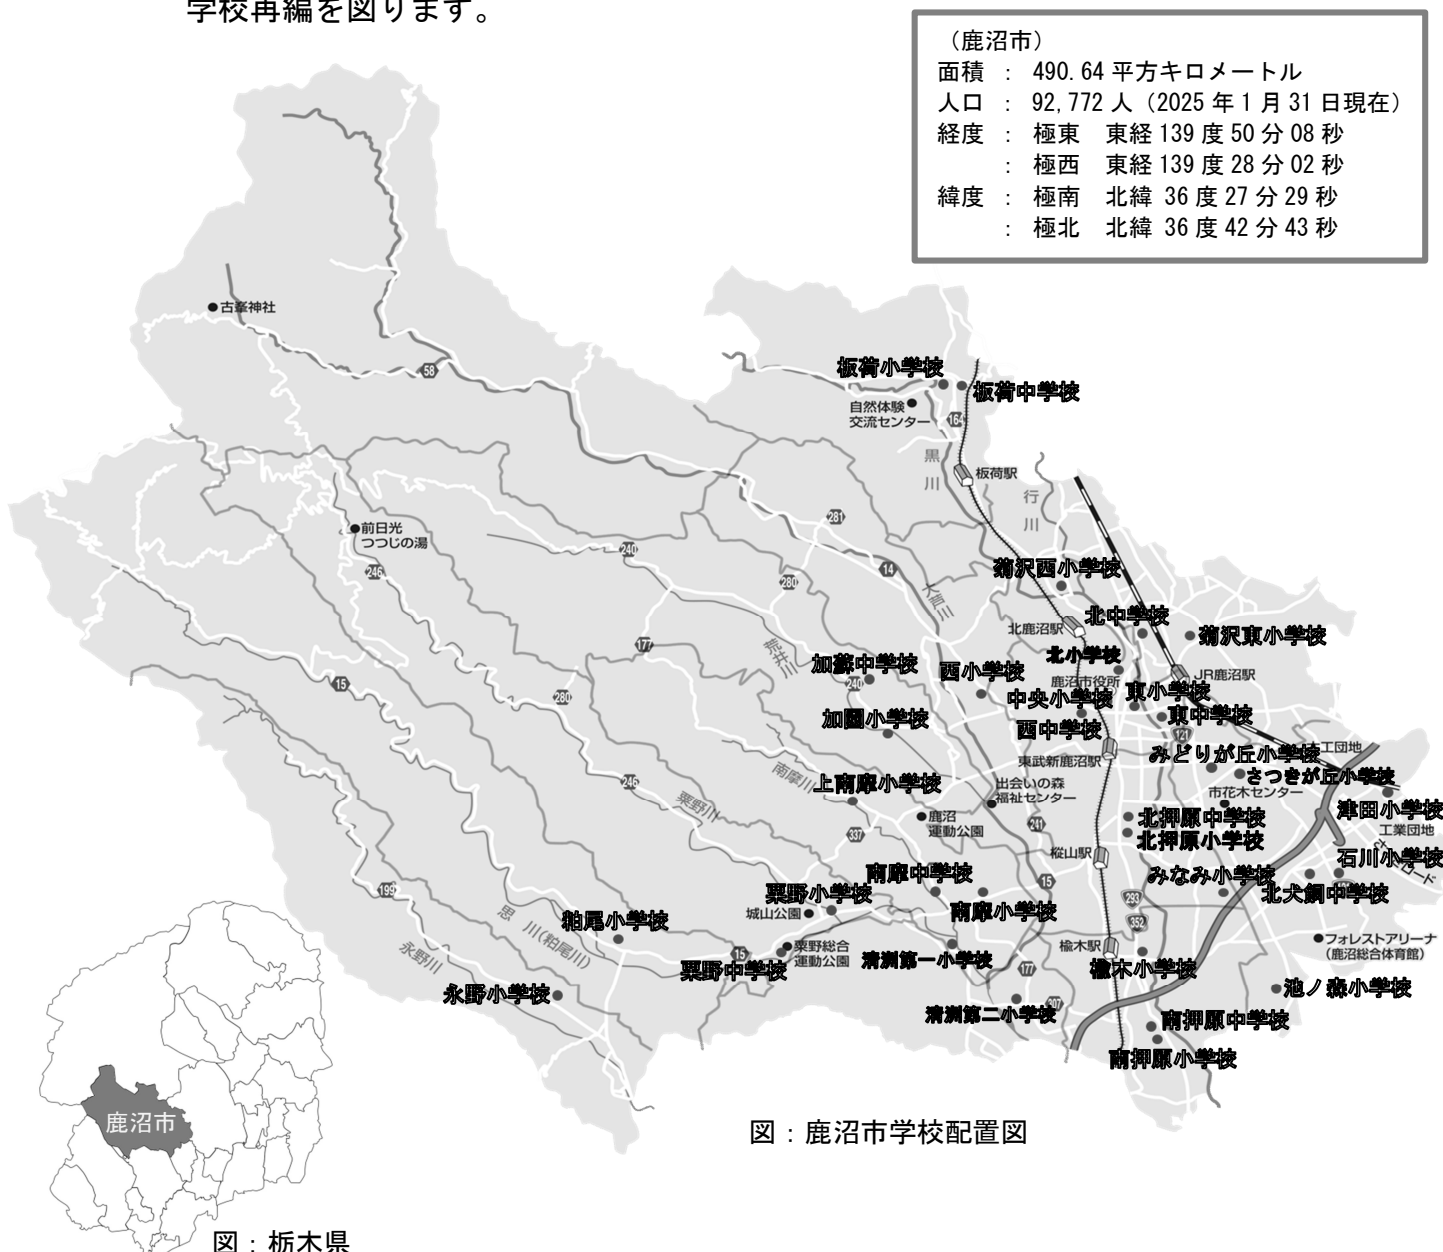 学校再編を図ります。
（鹿沼市）
面積 ： 490.64 平方キロメートル
人口 ： 92,772 人（2025 年 1 月 31 日現在）
経度 ： 極東 東経 139 度 50 分 08 秒
： 極西 東経 139 度 28 分 02 秒
緯度 ： 極南 北緯 36 度 27 分 29 秒
： 極北 北緯 36 度 42 分 43 秒
古峯神社
58
板荷小学校
板荷中学校
自然体験
交流センター
164
黒川
板荷駅
行川
前日光
つつじの湯
246
281
240
14
280
大芦川
菊沢西小学校
北鹿沼駅
北中学校
菊沢東小学校
177
荒井川
加蘇中学校
240
西小学校
北小学校
鹿沼市役所
JR鹿沼駅
15
280
中央小学校
東小学校
加園小学校
西中学校
東中学校
121
東武新鹿沼駅
みどりが丘小学校
工団地
さつきが丘小学校
246
南摩川
粟野川
上南摩小学校
出会いの森
福祉センター
市花木センター
津田小学校
鹿沼
運動公園
241
北押原中学校
北押原小学校
工業団地
337
樅山駅
石川小学校
ロード
199
南摩中学校
15
みなみ小学校
北犬飼中学校
粟野小学校
南摩小学校
293
城山公園
352
思川(粕尾川)
粕尾小学校
永野川
15
粟野総合
運動公園
粟野中学校
清洲第一小学校
楡木駅
楡木小学校
フォレストアリーナ
(鹿沼総合体育館)
177
永野小学校
池ノ森小学校
清洲第二小学校
307
南押原中学校
南押原小学校
鹿沼市
図：鹿沼市学校配置図
図：栃木県